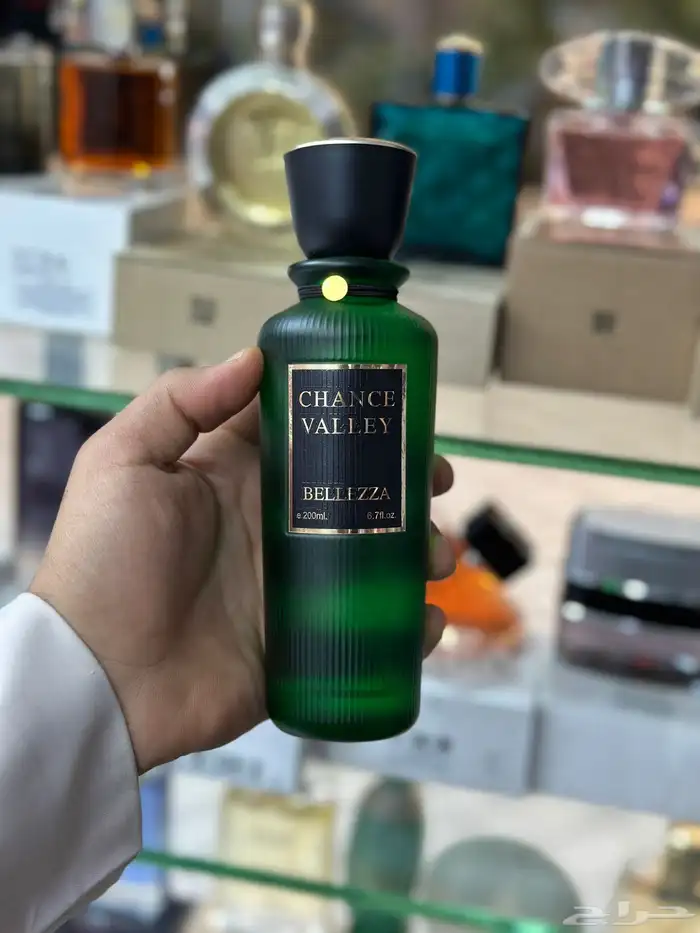 CHANCE
VALLEY
BELLEZZA
e 200ml. 6.7fl.oz.
حراج